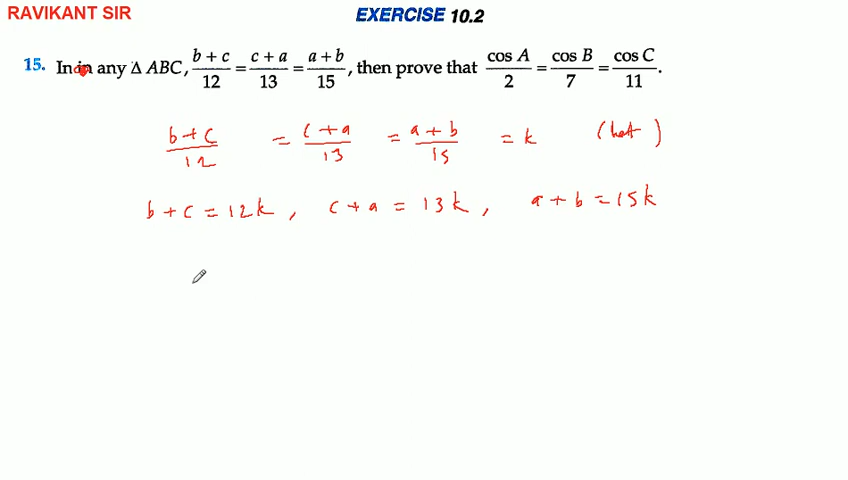 RAVIKANT SIR
EXERCISE 10.2
15. In in any Δ ABC, (b + c)/12 = (c + a)/13 = (a + b)/15, then prove that (cos A)/2 = (cos B)/7 = (cos C)/11.
(b + c)/12 = (c + a)/13 = (a + b)/15 = k (let)
b + c = 12k, c + a = 13k, a + b = 15k